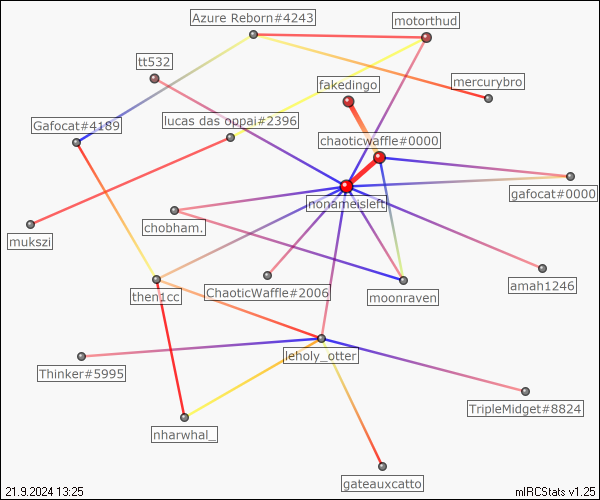 Azure Reborn#4243
motorthud
tt532
fakedingo
mercurybro
Gafocat#4189
lucas das oppai#2396
chaoticwaffle#0000
gafocat#0000
nonameisleft
chobham.
mukszi
amah1246
then1cc
ChaoticWaffle#2006
moonraven
leholy_otter
Thinker#5995
TripleMidget#8824
nharwhal_
gateauxcatto
21.9.2024 13:25
mIRCStats v1.25